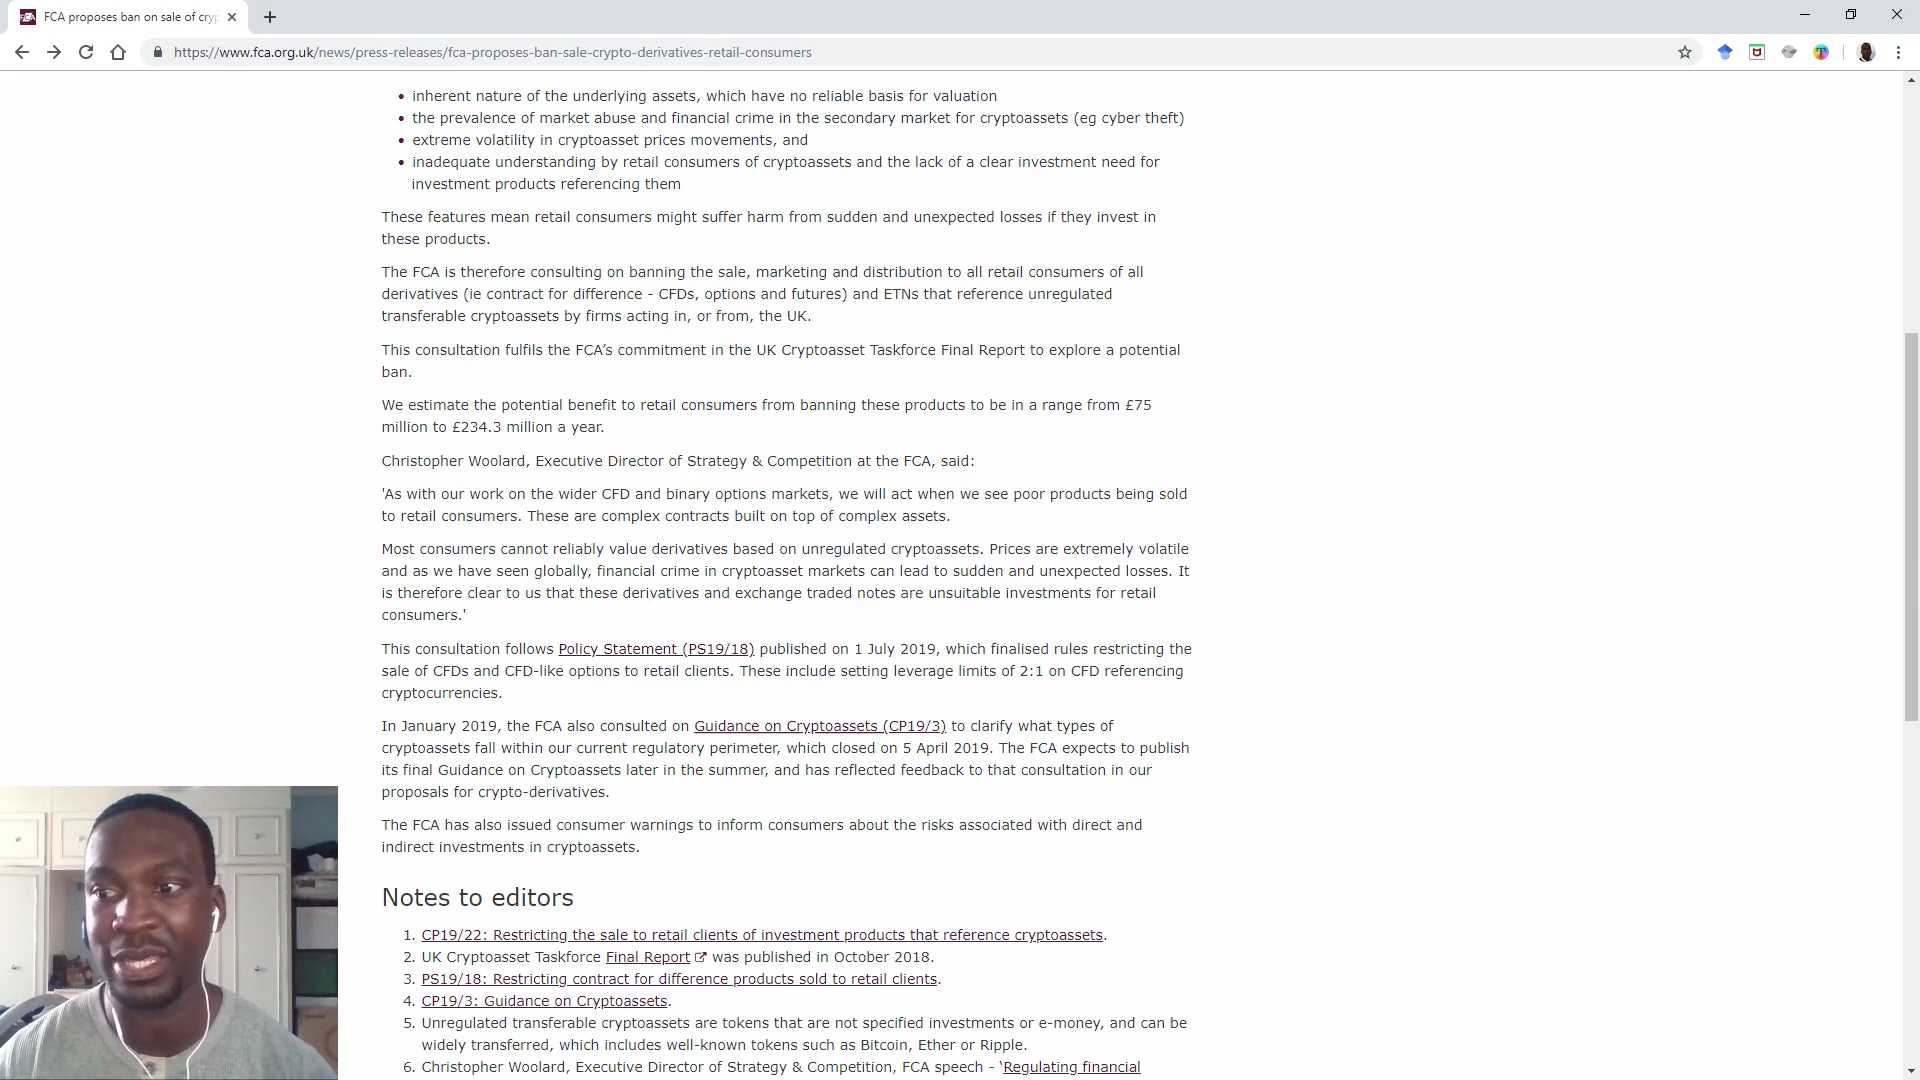 FCA proposes ban on sale of cryp
https://www.fca.org.uk/news/press-releases/fca-proposes-ban-sale-crypto-derivatives-retail-consumers
• inherent nature of the underlying assets, which have no reliable basis for valuation
• the prevalence of market abuse and financial crime in the secondary market for cryptoassets (eg cyber theft)
• extreme volatility in cryptoasset prices movements, and
• inadequate understanding by retail consumers of cryptoassets and the lack of a clear investment need for
investment products referencing them
These features mean retail consumers might suffer harm from sudden and unexpected losses if they invest in
these products.
The FCA is therefore consulting on banning the sale, marketing and distribution to all retail consumers of all
derivatives (ie contract for difference - CFDs, options and futures) and ETNs that reference unregulated
transferable cryptoassets by firms acting in, or from, the UK.
This consultation fulfils the FCA’s commitment in the UK Cryptoasset Taskforce Final Report to explore a potential
ban.
We estimate the potential benefit to retail consumers from banning these products to be in a range from £75
million to £234.3 million a year.
Christopher Woolard, Executive Director of Strategy & Competition at the FCA, said:
'As with our work on the wider CFD and binary options markets, we will act when we see poor products being sold
to retail consumers. These are complex contracts built on top of complex assets.
Most consumers cannot reliably value derivatives based on unregulated cryptoassets. Prices are extremely volatile
and as we have seen globally, financial crime in cryptoasset markets can lead to sudden and unexpected losses. It
is therefore clear to us that these derivatives and exchange traded notes are unsuitable investments for retail
consumers.'
This consultation follows Policy Statement (PS19/18) published on 1 July 2019, which finalised rules restricting the
sale of CFDs and CFD-like options to retail clients. These include setting leverage limits of 2:1 on CFD referencing
cryptocurrencies.
In January 2019, the FCA also consulted on Guidance on Cryptoassets (CP19/3) to clarify what types of
cryptoassets fall within our current regulatory perimeter, which closed on 5 April 2019. The FCA expects to publish
its final Guidance on Cryptoassets later in the summer, and has reflected feedback to that consultation in our
proposals for crypto-derivatives.
The FCA has also issued consumer warnings to inform consumers about the risks associated with direct and
indirect investments in cryptoassets.
Notes to editors
1. CP19/22: Restricting the sale to retail clients of investment products that reference cryptoassets.
2. UK Cryptoasset Taskforce Final Report was published in October 2018.
3. PS19/18: Restricting contract for difference products sold to retail clients.
4. CP19/3: Guidance on Cryptoassets.
5. Unregulated transferable cryptoassets are tokens that are not specified investments or e-money, and can be
widely transferred, which includes well-known tokens such as Bitcoin, Ether or Ripple.
6. Christopher Woolard, Executive Director of Strategy & Competition, FCA speech - ‘Regulating financial